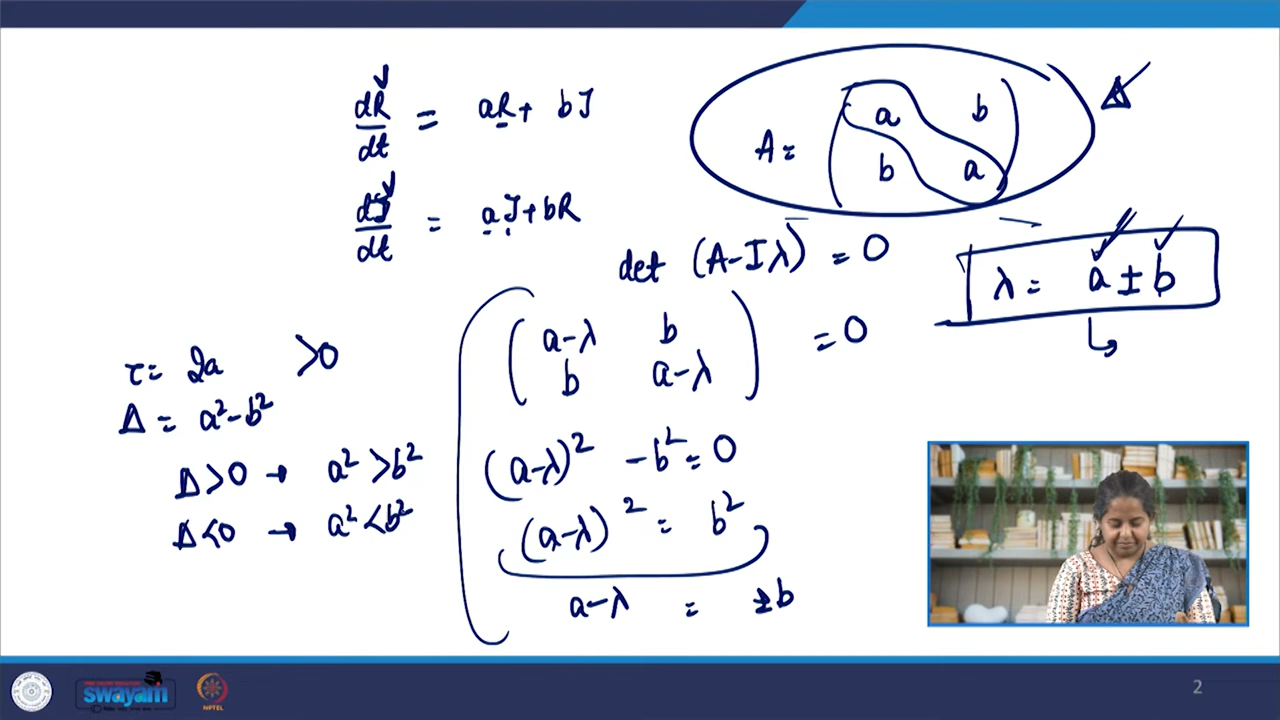 dR/dt = aR + bJ
dJ/dt = aJ + bR
A = ( a b
b a )
Δ
det (A - Iλ) = 0
λ = a ± b
( a-λ b
b a-λ ) = 0
(a-λ)² - b² = 0
(a-λ)² = b²
a-λ = ±b
τ = 2a >0
Δ = a² - b²
Δ>0 → a² > b²
Δ<0 → a² < b²
swayam
NPTEL
2